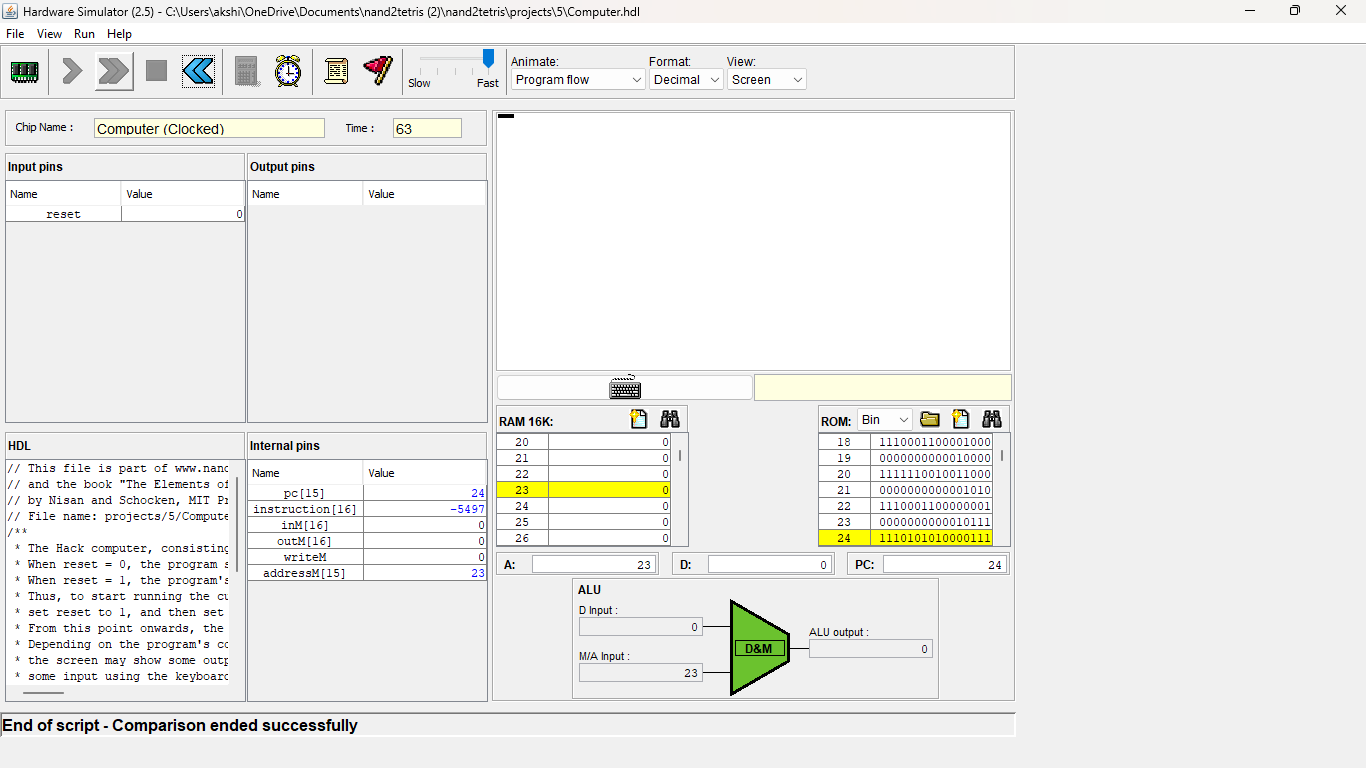 Hardware Simulator (2.5) - C:\Users\akshi\OneDrive\Documents\nand2tetris (2)\nand2tetris\projects\5\Computer.hdl
File View Run Help
Slow Fast
Animate: Format: View:
Program flow Decimal Screen
Chip Name : Computer (Clocked) Time : 63
Input pins
Name Value
reset 0
Output pins
Name Value
HDL
// This file is part of www.nand
// and the book "The Elements of
// by Nisan and Schocken, MIT Pr
// File name: projects/5/Compute
/**
* The Hack computer, consisting
* When reset = 0, the program s
* When reset = 1, the program's
* Thus, to start running the cu
* set reset to 1, and then set
* From this point onwards, the
* Depending on the program's co
* the screen may show some outp
* some input using the keyboard
Internal pins
Name Value
pc[15] 24
instruction[16] -5497
inM[16] 0
outM[16] 0
writeM 0
addressM[15] 23
RAM 16K:
20 0
21 0
22 0
23 0
24 0
25 0
26 0
ROM: Bin
18 1110001100001000
19 0000000000010000
20 1111110010011000
21 0000000000001010
22 1110001100000001
23 0000000000010111
24 1110101010000111
A: 23 D: 0 PC: 24
ALU
D Input : 0
M/A Input : 23
D&M
ALU output : 0
End of script - Comparison ended successfully